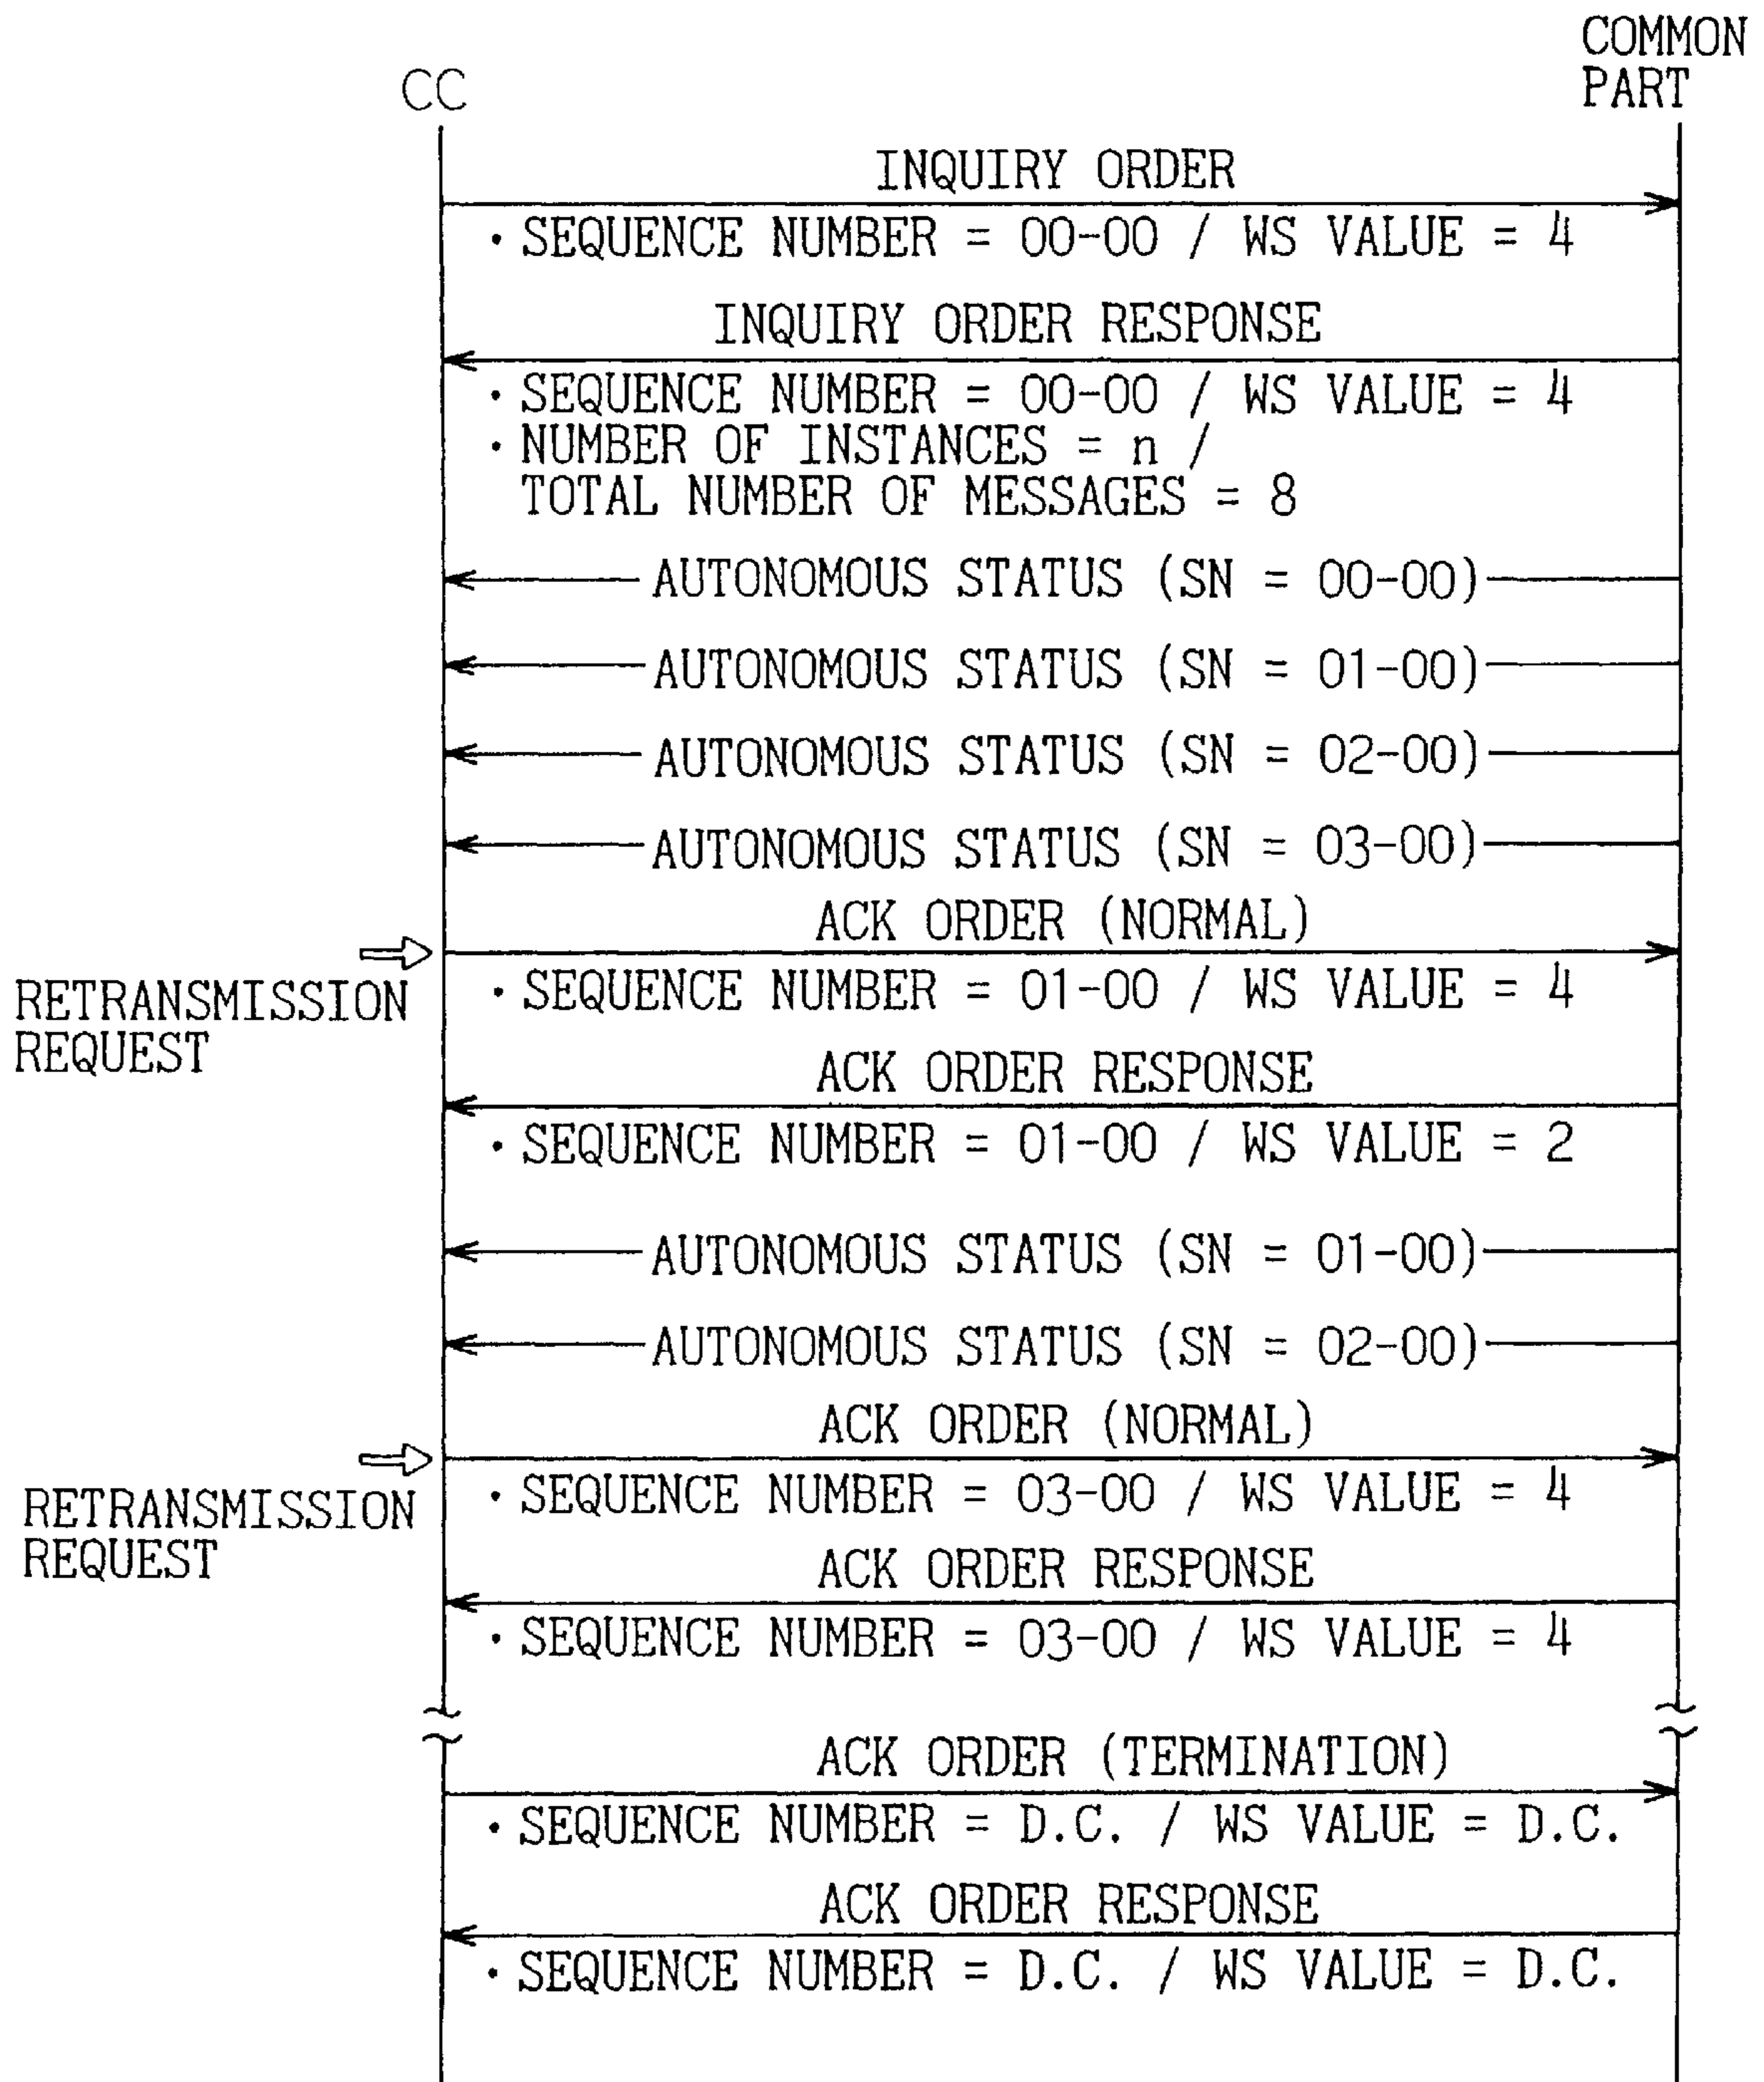 COMMON
PART
CC
INQUIRY ORDER
· SEQUENCE NUMBER = 00-00 / WS VALUE = 4
INQUIRY ORDER RESPONSE
· SEQUENCE NUMBER = 00-00 / WS VALUE = 4
· NUMBER OF INSTANCES = n /
TOTAL NUMBER OF MESSAGES = 8
AUTONOMOUS STATUS (SN = 00-00)
AUTONOMOUS STATUS (SN = 01-00)
AUTONOMOUS STATUS (SN = 02-00)
AUTONOMOUS STATUS (SN = 03-00)
ACK ORDER (NORMAL)
RETRANSMISSION
REQUEST
· SEQUENCE NUMBER = 01-00 / WS VALUE = 4
ACK ORDER RESPONSE
· SEQUENCE NUMBER = 01-00 / WS VALUE = 2
AUTONOMOUS STATUS (SN = 01-00)
AUTONOMOUS STATUS (SN = 02-00)
ACK ORDER (NORMAL)
RETRANSMISSION
REQUEST
· SEQUENCE NUMBER = 03-00 / WS VALUE = 4
ACK ORDER RESPONSE
· SEQUENCE NUMBER = 03-00 / WS VALUE = 4
ACK ORDER (TERMINATION)
· SEQUENCE NUMBER = D.C. / WS VALUE = D.C.
ACK ORDER RESPONSE
· SEQUENCE NUMBER = D.C. / WS VALUE = D.C.